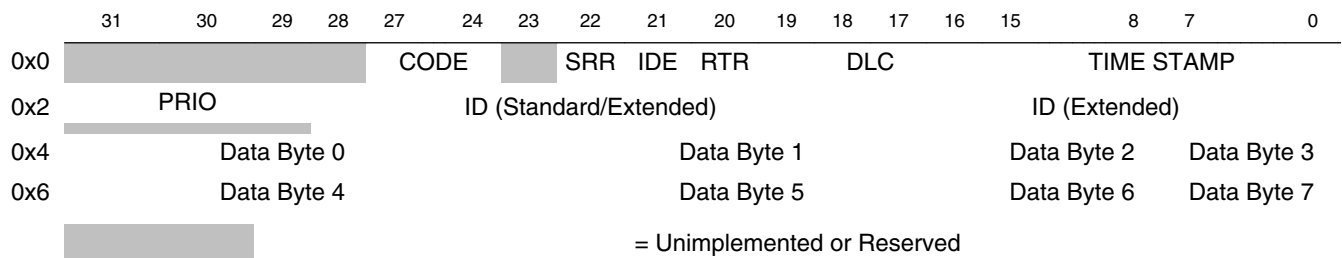 31 30 29 28 27 24 23 22 21 20 19 18 17 16 15 8 7 0
0x0 CODE SRR IDE RTR DLC TIME STAMP
0x2 PRIO ID (Standard/Extended) ID (Extended)
0x4 Data Byte 0 Data Byte 1 Data Byte 2 Data Byte 3
0x6 Data Byte 4 Data Byte 5 Data Byte 6 Data Byte 7
= Unimplemented or Reserved